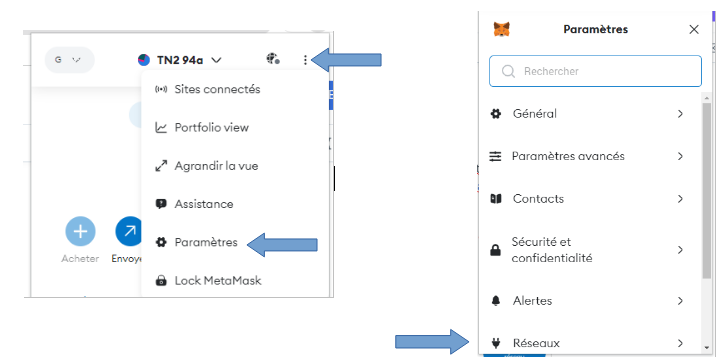 G
TN2 94a
Sites connectés
Portfolio view
Agrandir la vue
Assistance
Paramètres
Lock MetaMask
Acheter
Envoye
Paramètres
Rechercher
Général
Paramètres avancés
Contacts
Sécurité et
confidentialité
Alertes
Réseaux